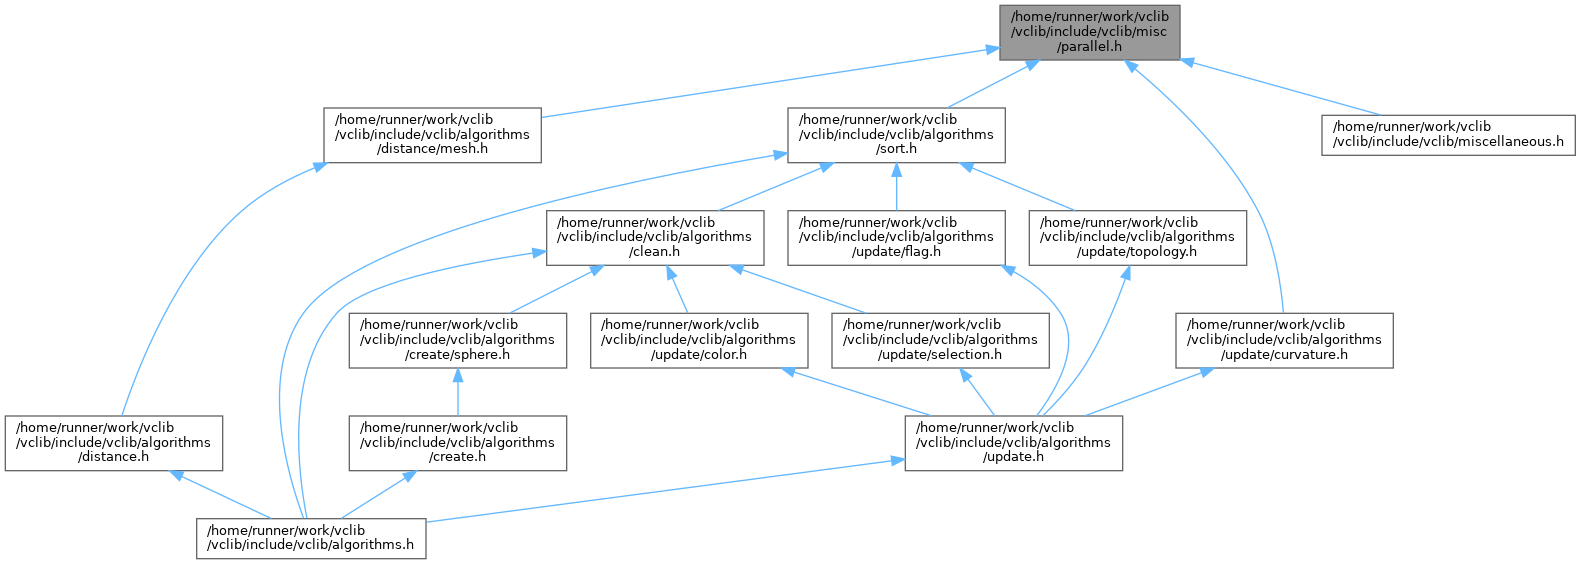 /home/runner/work/vclib
/vclib/include/vclib/misc
/parallel.h
/home/runner/work/vclib
/vclib/include/vclib/algorithms
/distance/mesh.h
/home/runner/work/vclib
/vclib/include/vclib/algorithms
/sort.h
/home/runner/work/vclib
/vclib/include/vclib/miscellaneous.h
/home/runner/work/vclib
/vclib/include/vclib/algorithms
/clean.h
/home/runner/work/vclib
/vclib/include/vclib/algorithms
/update/flag.h
/home/runner/work/vclib
/vclib/include/vclib/algorithms
/update/topology.h
/home/runner/work/vclib
/vclib/include/vclib/algorithms
/create/sphere.h
/home/runner/work/vclib
/vclib/include/vclib/algorithms
/update/color.h
/home/runner/work/vclib
/vclib/include/vclib/algorithms
/update/selection.h
/home/runner/work/vclib
/vclib/include/vclib/algorithms
/update/curvature.h
/home/runner/work/vclib
/vclib/include/vclib/algorithms
/distance.h
/home/runner/work/vclib
/vclib/include/vclib/algorithms
/create.h
/home/runner/work/vclib
/vclib/include/vclib/algorithms
/update.h
/home/runner/work/vclib
/vclib/include/vclib/algorithms.h